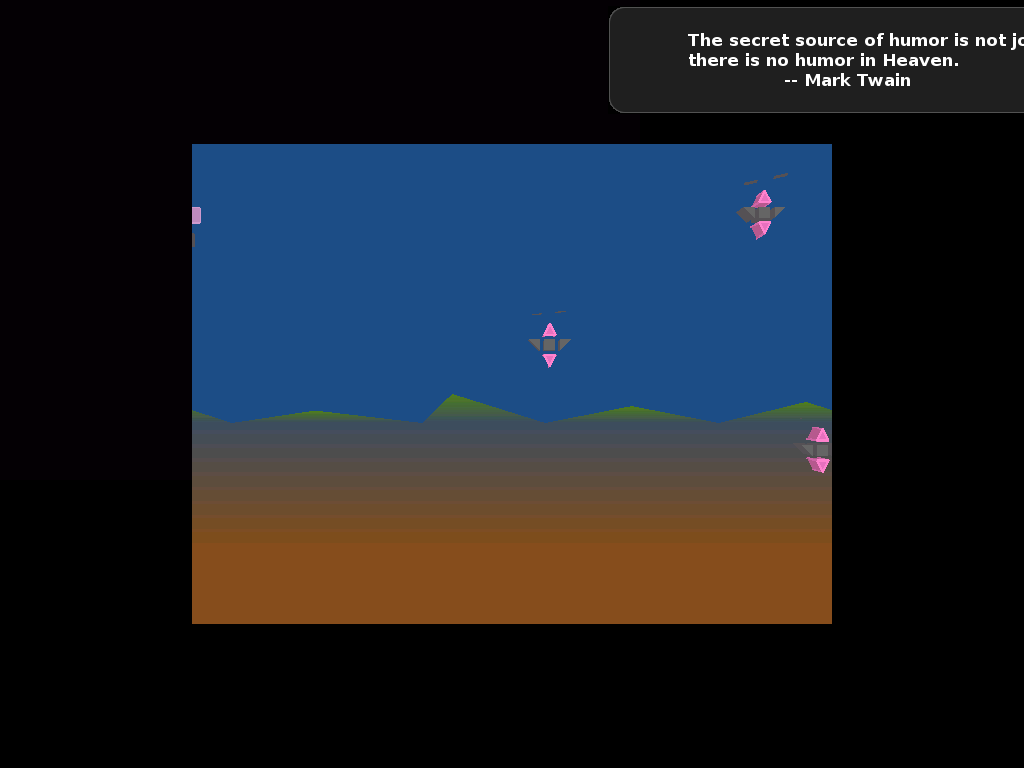 The secret source of humor is not
there is no humor in Heaven.
-- Mark Twain